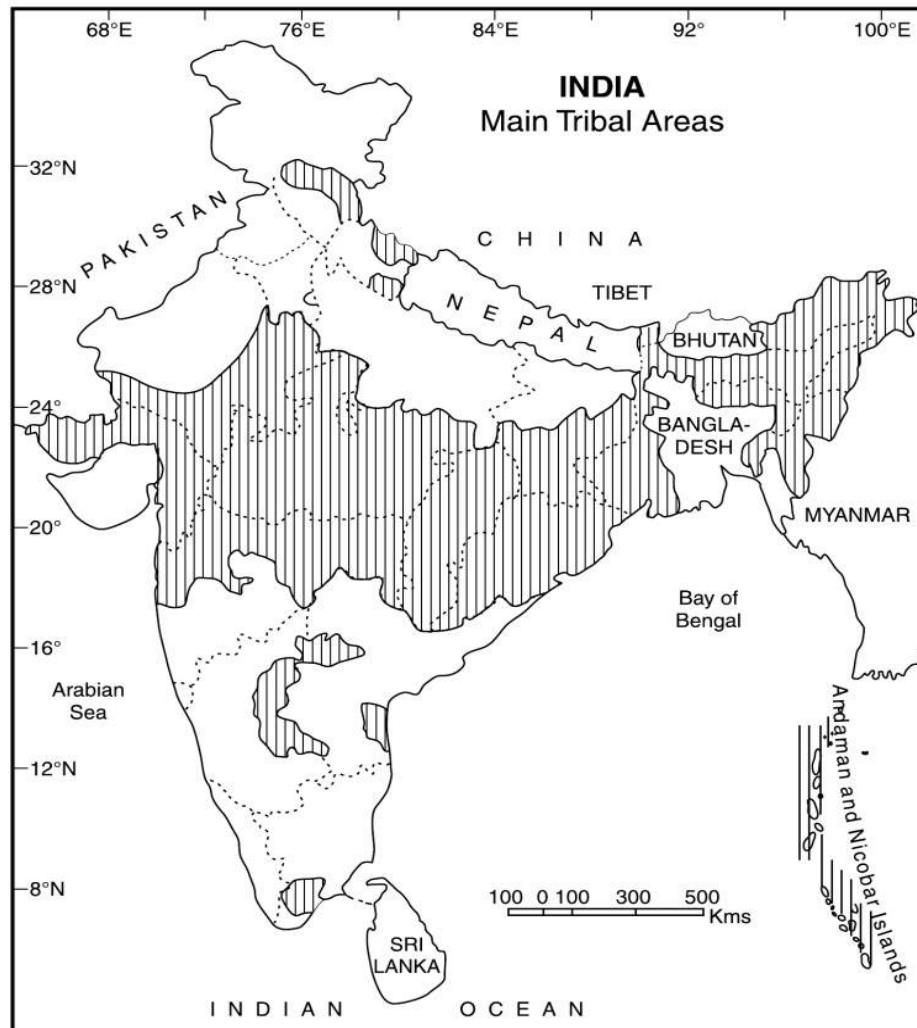 68°E 76°E 84°E 92° 100°E
INDIA
Main Tribal Areas
32°N
PAKISTAN
CHINA
28°N
TIBET
NEPAL
BHUTAN
24°
BANGLA-
DESH
20°
MYANMAR
Bay of
Bengal
16°
Arabian
Sea
Andaman and Nicobar Islands
12°N
8°N
100 0 100 300 500
Kms
SRI
LANKA
INDIAN OCEAN